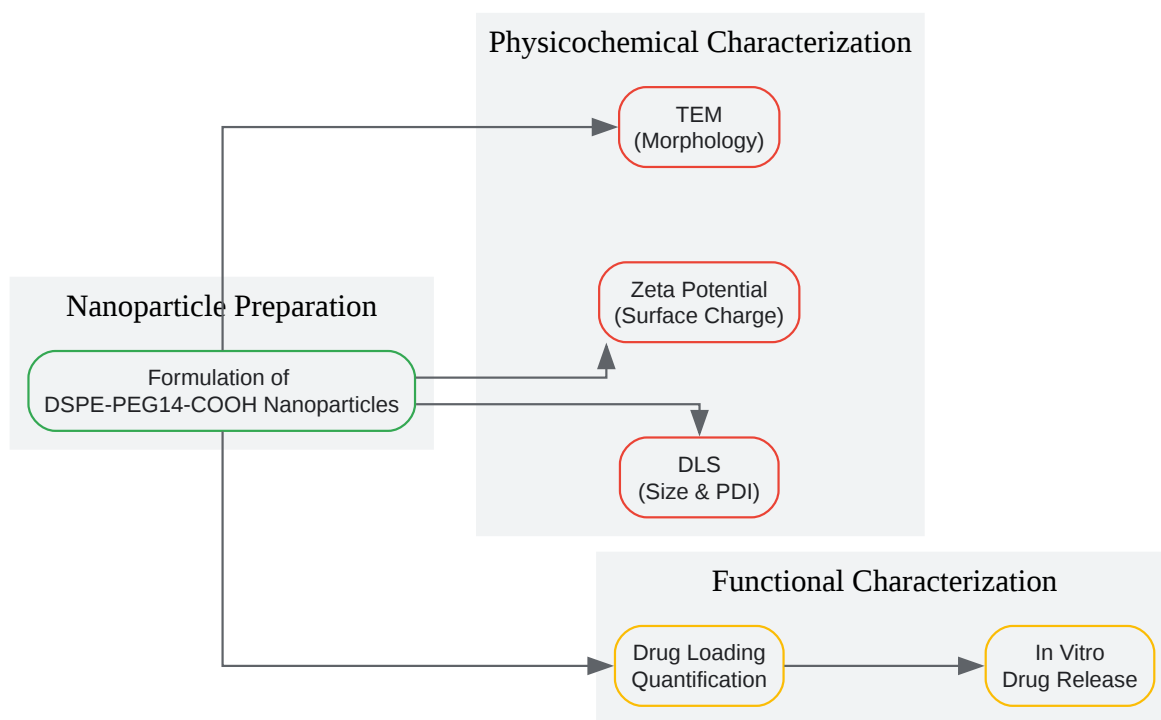 Physicochemical Characterization
TEM
(Morphology)
Zeta Potential
(Surface Charge)
Nanoparticle Preparation
Formulation of
DSPE-PEG14-COOH Nanoparticles
DLS
(Size & PDI)
Functional Characterization
Drug Loading
Quantification
In Vitro
Drug Release